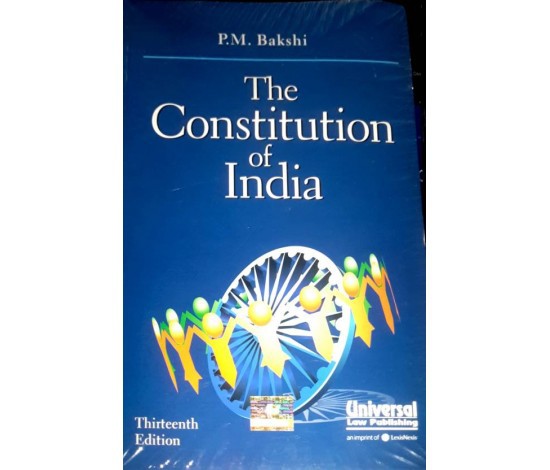 P.M. Bakshi
The
Constitution
of
India
Thirteenth
Edition
Universal
Law Publishing
an imprint of LexisNexis